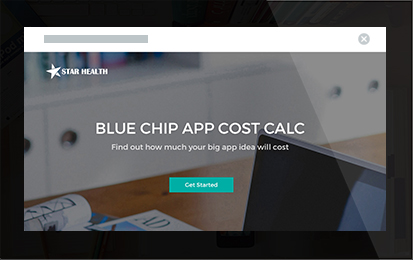 STAR HEALTH
BLUE CHIP APP COST CALC
Find out how much your big app idea will cost
Get Started
AD